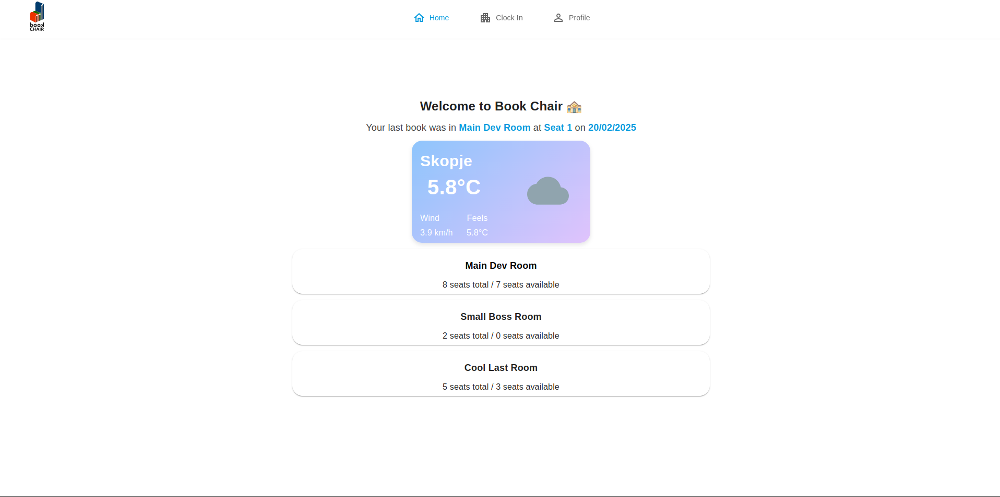 book
CHAIR
Home
Clock In
Profile
Welcome to Book Chair
Your last book was in Main Dev Room at Seat 1 on 20/02/2025
Skopje
5.8°C
Wind Feels
3.9 km/h 5.8°C
Main Dev Room
8 seats total / 7 seats available
Small Boss Room
2 seats total / 0 seats available
Cool Last Room
5 seats total / 3 seats available